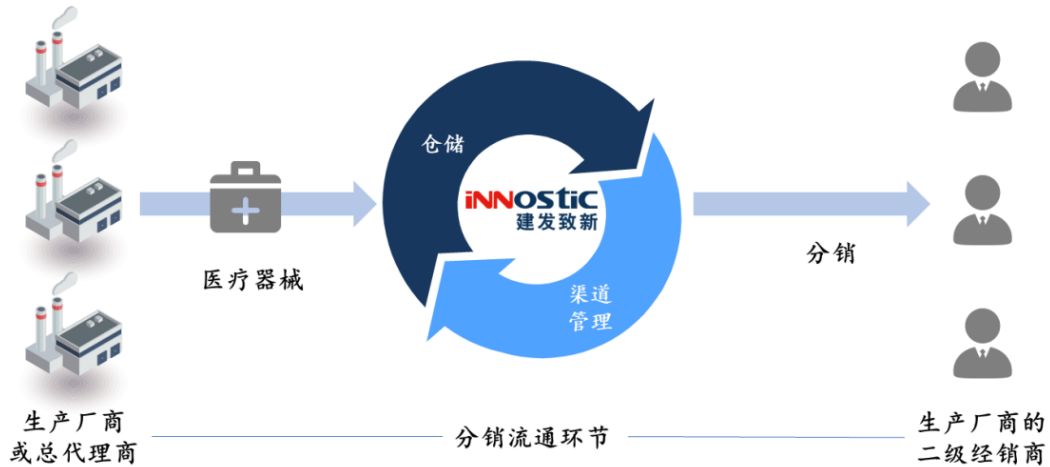 仓储
iNNOSTIC
建发致新
医疗器械
渠道
管理
分销
生产厂商
或总代理商
分销流通环节
生产厂商的
二级经销商